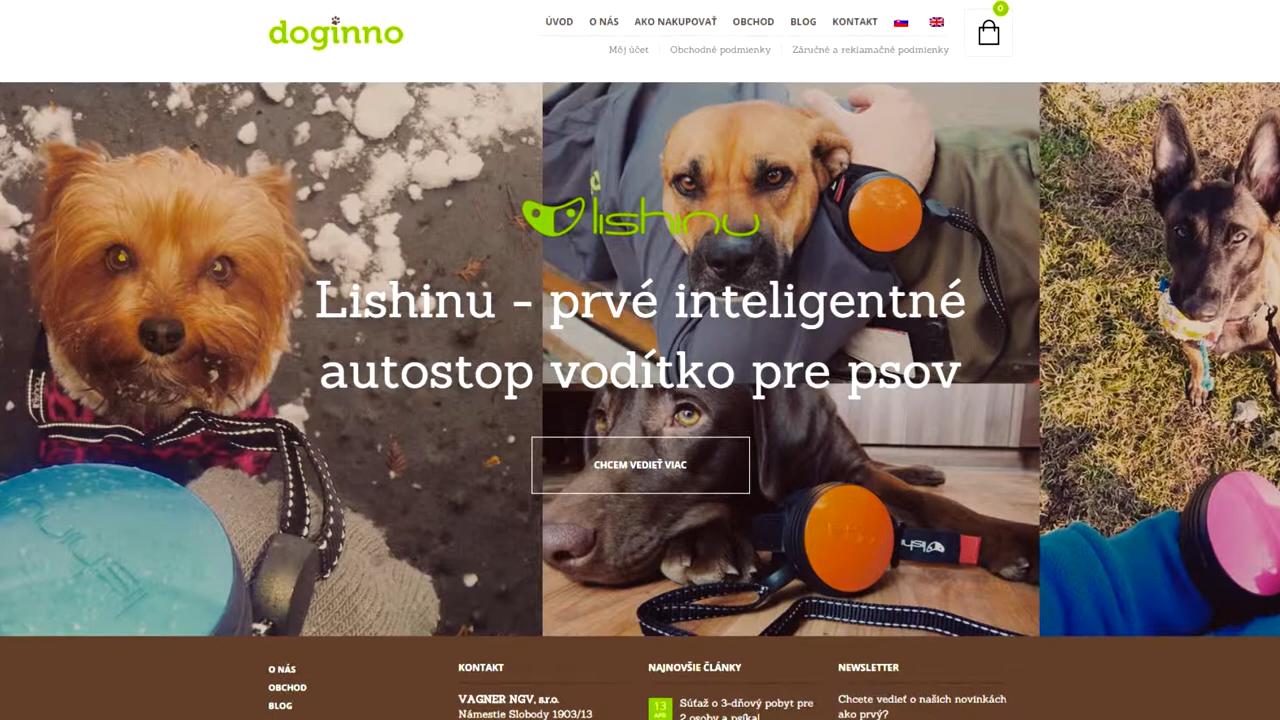 doginno
ÚVOD O NÁS AKO NAKUPOVAŤ OBCHOD BLOG KONTAKT
0
Môj účet Obchodné podmienky Záručné a reklamačné podmienky
lishinu
Lishinu - prvé inteligentné
autostop vodítko pre psov
CHCEM VEDIEŤ VIAC
O NÁS
OBCHOD
BLOG
KONTAKT
VAGNER NGV, s.r.o.
Námestie Slobody 1903/13
NAJNOVŠIE ČLÁNKY
13
APR
Súťaž o 3-dňový pobyt pre
2 osoby a psíka!
NEWSLETTER
Chcete vedieť o našich novinkách
ako prvý?